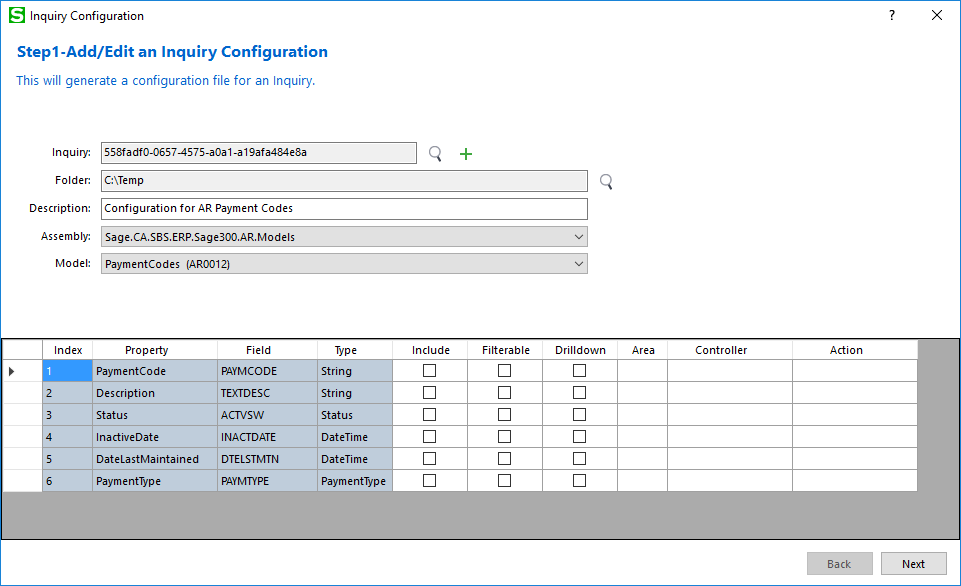 S Inquiry Configuration ?
Step1-Add/Edit an Inquiry Configuration
This will generate a configuration file for an Inquiry.
Inquiry: 558fadf0-0657-4575-a0a1-a19afa484e8a
Folder: C:\Temp
Description: Configuration for AR Payment Codes
Assembly: Sage.CA.SBS.ERP.Sage300.AR.Models
Model: PaymentCodes (AR0012)
Index Property Field Type Include Filterable Drilldown Area Controller Action
1 PaymentCode PAYMCODE String
2 Description TEXTDESC String
3 Status ACTVSW Status
4 InactiveDate INACTDATE DateTime
5 DateLastMaintained DTELSTMTN DateTime
6 PaymentType PAYMTYPE PaymentType
Back Next